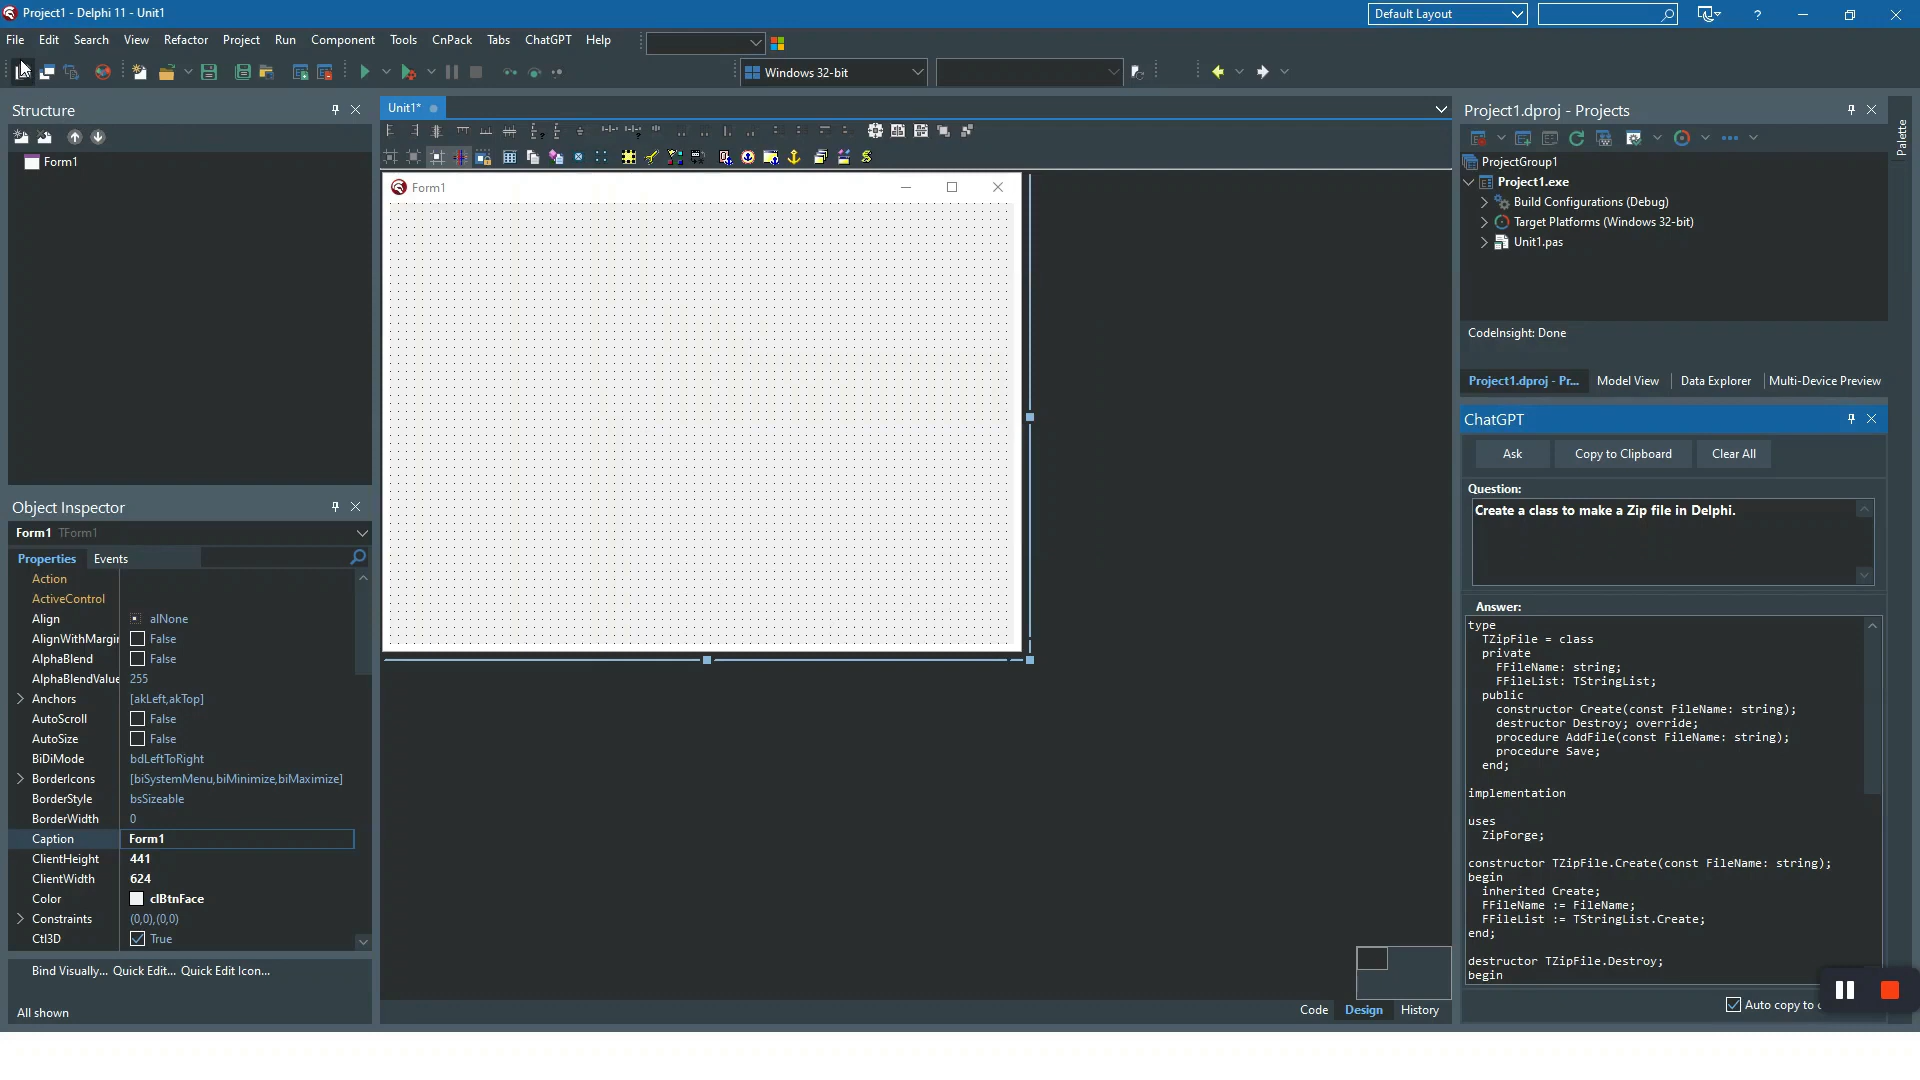 Project1 - Delphi 11 - Unit1
Default Layout
?
File Edit Search View Refactor Project Run Component Tools CnPack Tabs ChatGPT Help
Windows 32-bit
Structure
Form1
Object Inspector
Form1 TForm1
Properties Events
Action
ActiveControl
Align alNone
AlignWithMargin False
AlphaBlend False
AlphaBlendValue 255
Anchors [akLeft,akTop]
AutoScroll False
AutoSize False
BiDiMode bdLeftToRight
BorderIcons [biSystemMenu,biMinimize,biMaximize]
BorderStyle bsSizeable
BorderWidth 0
Caption Form1
ClientHeight 441
ClientWidth 624
Color clBtnFace
Constraints (0,0),(0,0)
Ctl3D True
Bind Visually... Quick Edit... Quick Edit Icon...
All shown
Unit1*
Form1
Code Design History
Project1.dproj - Projects
ProjectGroup1
Project1.exe
Build Configurations (Debug)
Target Platforms (Windows 32-bit)
Unit1.pas
CodeInsight: Done
Project1.dproj - Pr... Model View Data Explorer Multi-Device Preview
Palette
ChatGPT
Ask Copy to Clipboard Clear All
Question:
Create a class to make a Zip file in Delphi.
Answer:
type
TZipFile = class
private
FFileName: string;
FFileList: TStringList;
public
constructor Create(const FileName: string);
destructor Destroy; override;
procedure AddFile(const FileName: string);
procedure Save;
end;
implementation
uses
ZipForge;
constructor TZipFile.Create(const FileName: string);
begin
inherited Create;
FFileName := FileName;
FFileList := TStringList.Create;
end;
destructor TZipFile.Destroy;
begin
Auto copy to